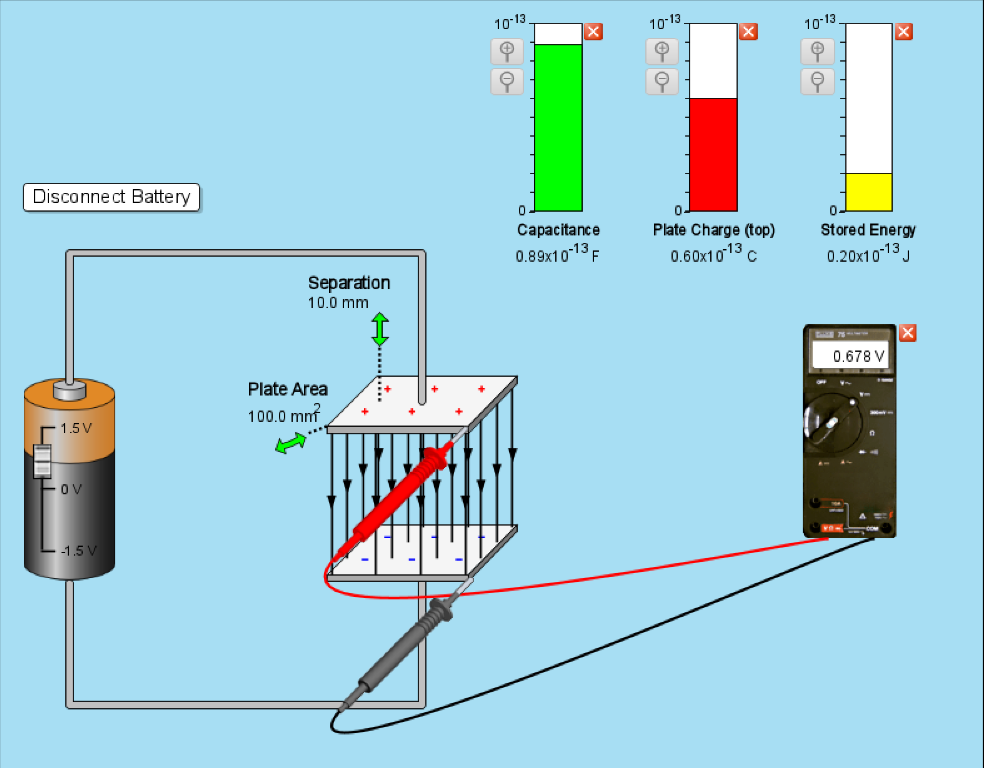 10-13
10-13
10-13
0
0
0
Capacitance
Plate Charge (top)
Stored Energy
0.89x10-13 F
0.60x10-13 C
0.20x10-13 J
Disconnect Battery
Separation
10.0 mm
0.678 V
Plate Area
100.0 mm2
1.5 V
0 V
-1.5 V
OFF
COM